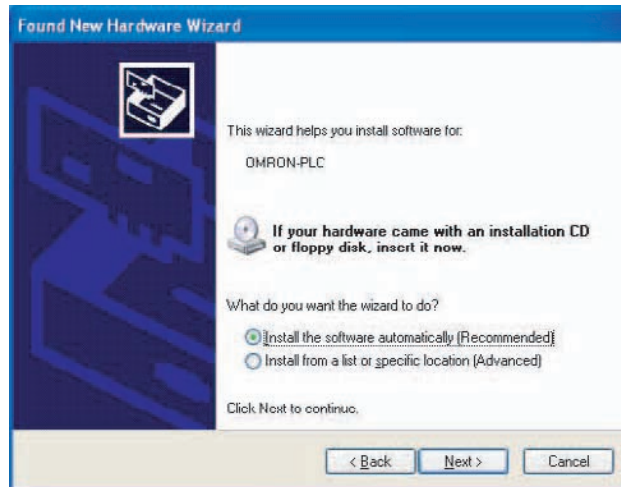 Found New Hardware Wizard
This wizard helps you install software for:
OMRON-PLC
If your hardware came with an installation CD
or floppy disk, insert it now.
What do you want the wizard to do?
Install the software automatically (Recommended)
Install from a list or specific location (Advanced)
Click Next to continue.
< Back
Next >
Cancel